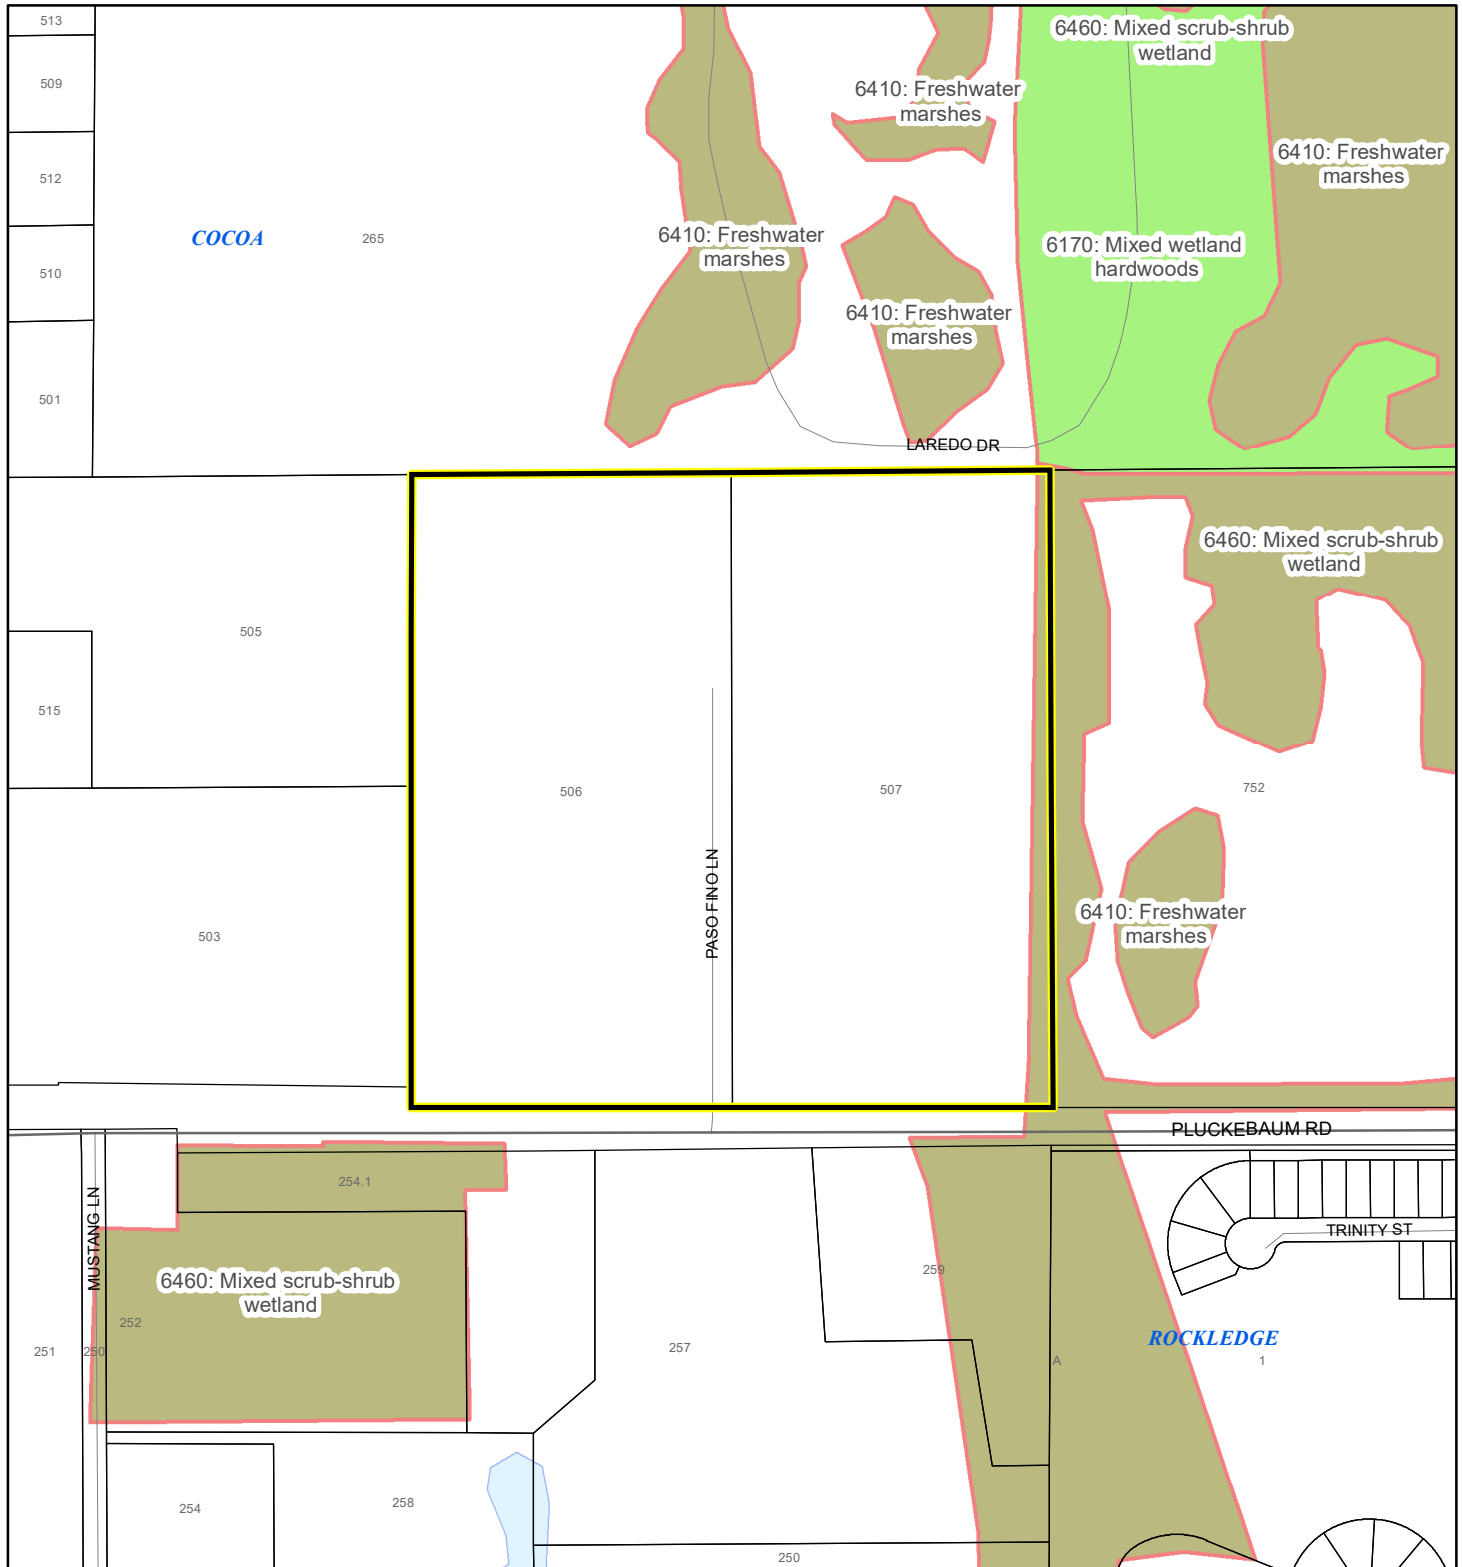 513
6460: Mixed scrub-shrub
wetland
509
6410: Freshwater
marshes
6410: Freshwater
marshes
512
COCOA
265
6410: Freshwater
marshes
6170: Mixed wetland
hardwoods
510
6410: Freshwater
marshes
501
LAREDO DR
6460: Mixed scrub-shrub
wetland
505
515
506
507
752
PASO FINO LN
503
6410: Freshwater
marshes
PLUCKEBAUM RD
254.1
MUSTANG LN
TRINITY ST
259
6460: Mixed scrub-shrub
wetland
252
251
250
257
ROCKLEDGE
A
1
254
258
250